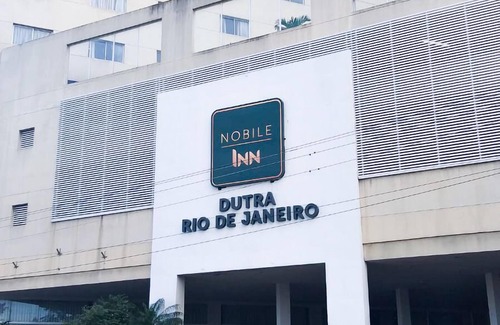 NOBILE
INN
DUTRA
RIO DE JANEIRO